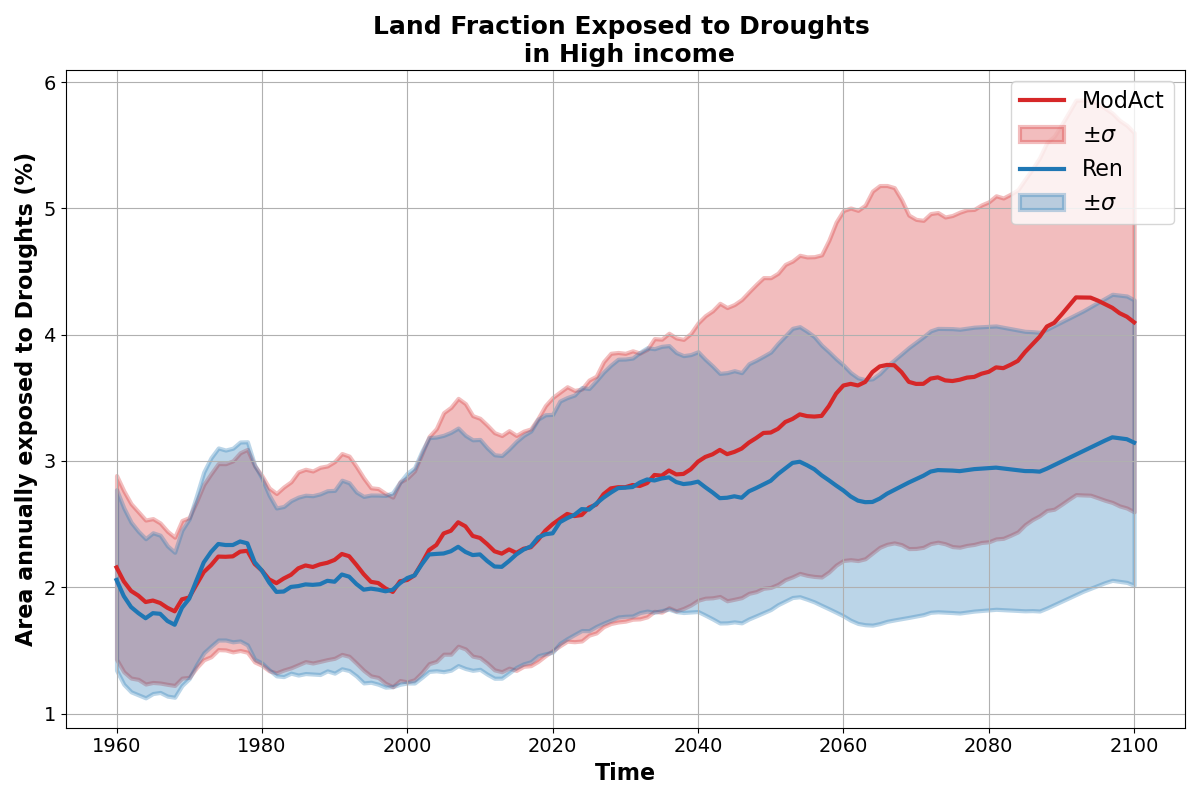 Land Fraction Exposed to Droughts
in High income
Area annually exposed to Droughts (%)
6
5
4
3
2
1
ModAct
±σ
Ren
±σ
1960 1980 2000 2020 2040 2060 2080 2100
Time